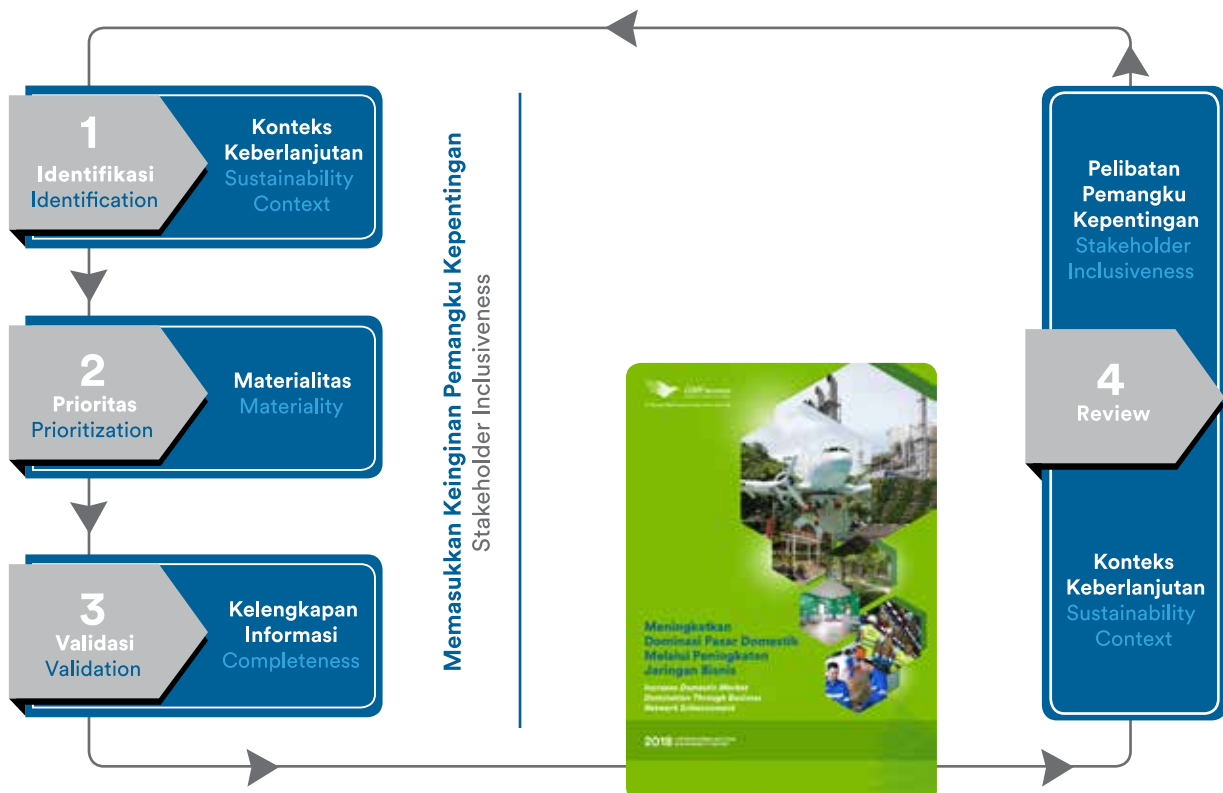 1
Identifikasi
Identification
Konteks
Keberlanjutan
Sustainability
Context
2
Prioritas
Prioritization
Materialitas
Materiality
3
Validasi
Validation
Kelengkapan
Informasi
Completeness
Memasukkan Keinginan Pemangku Kepentingan
Stakeholder Inclusiveness
Meningkatkan
Dominasi Pasar Domestik
Melalui Peningkatan
Jaringan Bisnis
Increase Domestic Market
Domination Through Business
Network Enhancement
2018
Pelibatan
Pemangku
Kepentingan
Stakeholder
Inclusiveness
4
Review
Konteks
Keberlanjutan
Sustainability
Context